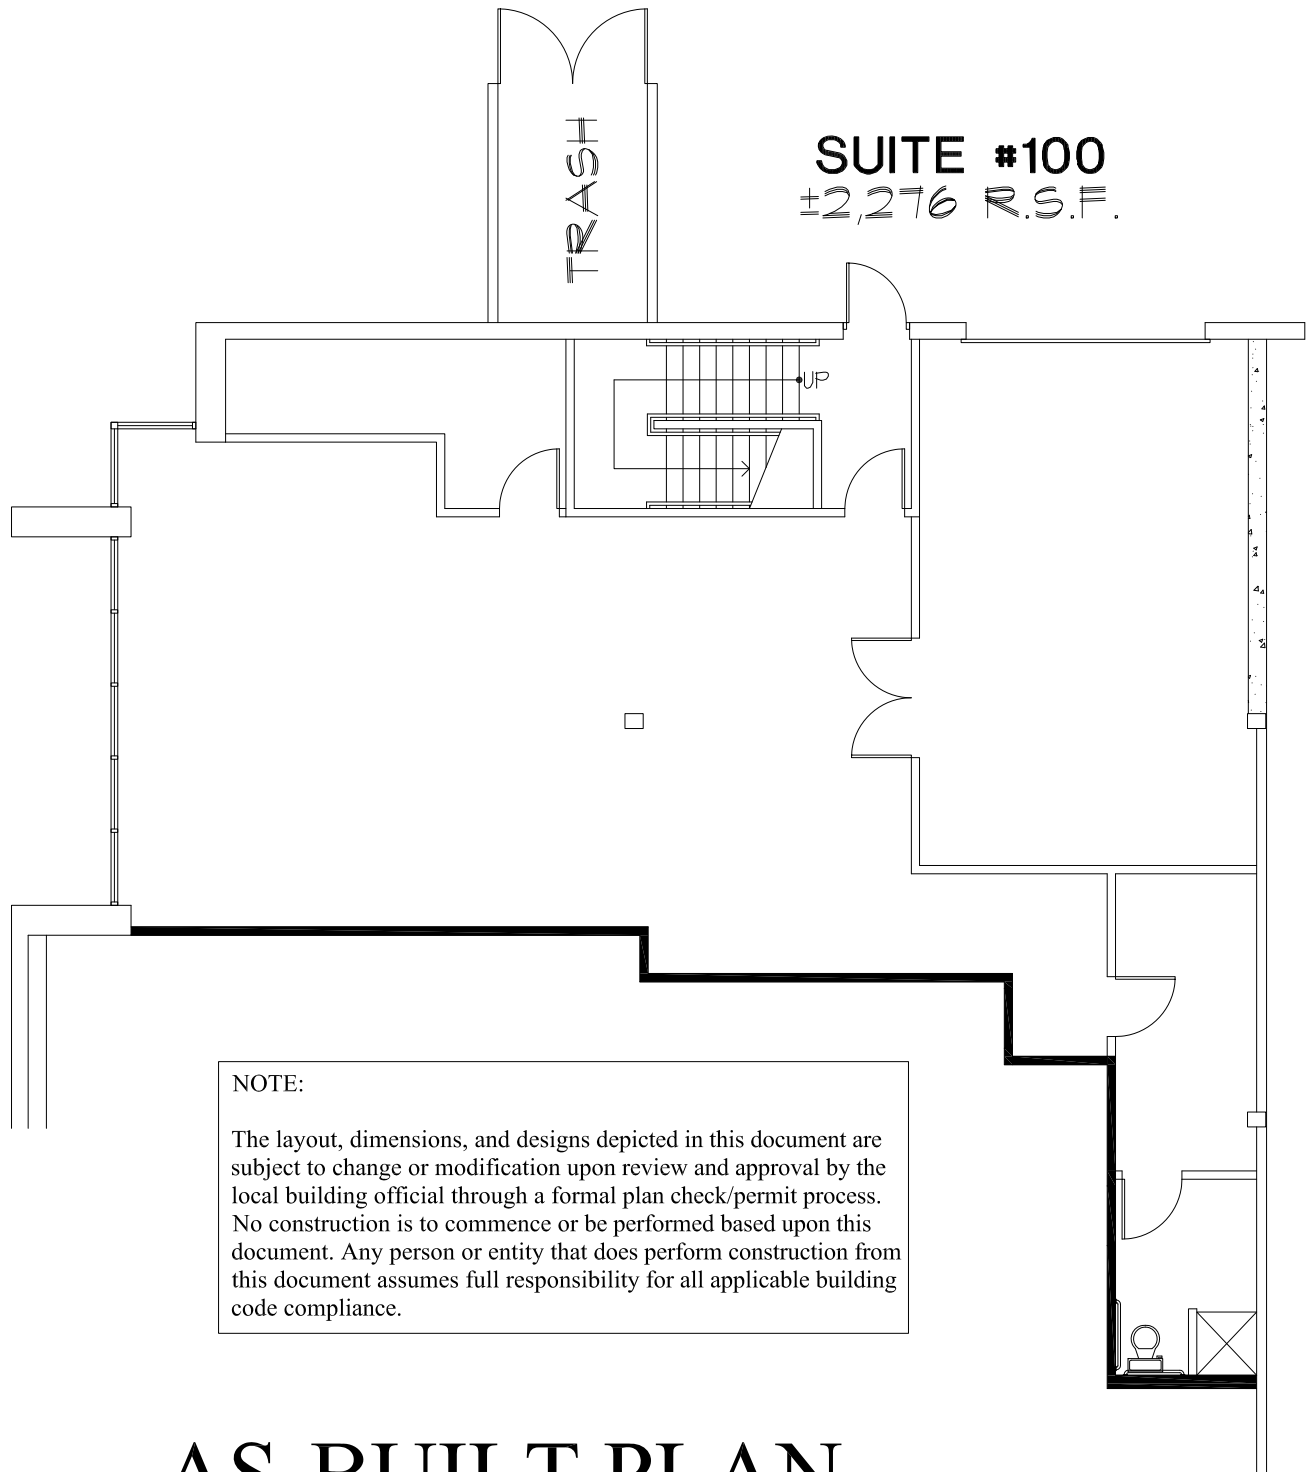 TRASH
SUITE #100
±2,276 R.S.F.
UP
NOTE:
The layout, dimensions, and designs depicted in this document are
subject to change or modification upon review and approval by the
local building official through a formal plan check/permit process.
No construction is to commence or be performed based upon this
document. Any person or entity that does perform construction from
this document assumes full responsibility for all applicable building
code compliance.
AS-BUILT PLAN